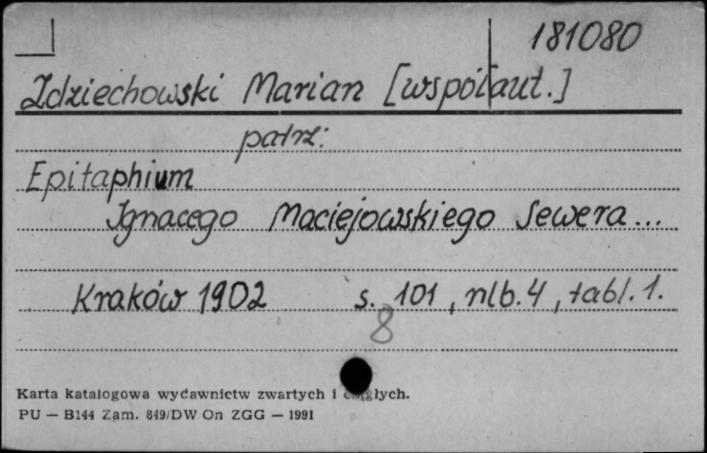 181080
Zdziechowski Marian [współaut.]
patrz:
Epitaphium
Ignacego Maciejowskiego Sewera...
Kraków 1902 s. 101, nlb. 4, tabl. 1.
8
Karta katalogowa wydawnictw zwartych i ciągłych.
PU — B144 Zam. 849/DW On ZGG — 1991